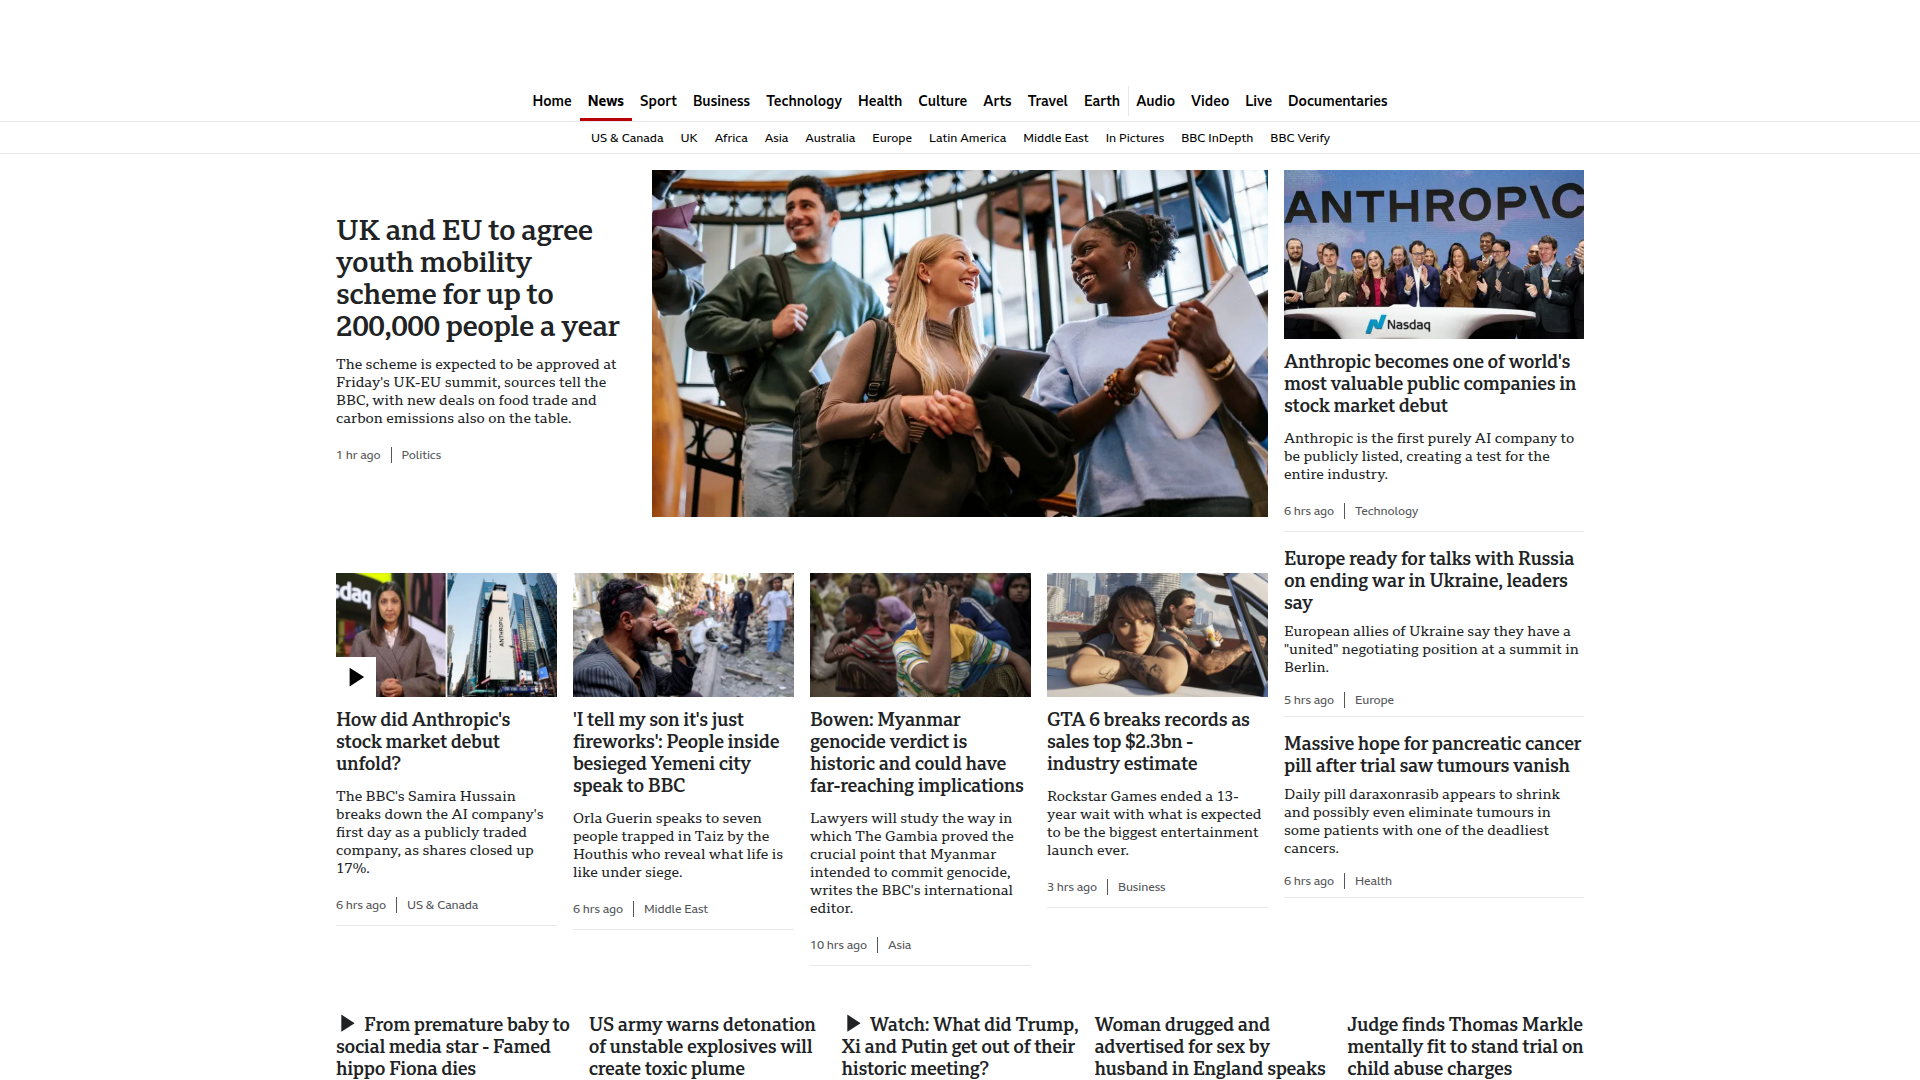 Home News Sport Business Technology Health Culture Arts Travel Earth Audio Video Live Documentaries
US & Canada UK Africa Asia Australia Europe Latin America Middle East In Pictures BBC InDepth BBC Verify
UK and EU to agree
youth mobility
scheme for up to
200,000 people a year
The scheme is expected to be approved at
Friday's UK-EU summit, sources tell the
BBC, with new deals on food trade and
carbon emissions also on the table.
1 hr ago | Politics
ANTHROP\C
Nasdaq
Anthropic becomes one of world's
most valuable public companies in
stock market debut
Anthropic is the first purely AI company to
be publicly listed, creating a test for the
entire industry.
6 hrs ago | Technology
Europe ready for talks with Russia
on ending war in Ukraine, leaders
say
European allies of Ukraine say they have a
"united" negotiating position at a summit in
Berlin.
5 hrs ago | Europe
Massive hope for pancreatic cancer
pill after trial saw tumours vanish
Daily pill daraxonrasib appears to shrink
and possibly even eliminate tumours in
some patients with one of the deadliest
cancers.
6 hrs ago | Health
sdaq
ANTHROPIC
How did Anthropic's
stock market debut
unfold?
The BBC's Samira Hussain
breaks down the AI company's
first day as a publicly traded
company, as shares closed up
17%.
6 hrs ago | US & Canada
'I tell my son it's just
fireworks': People inside
besieged Yemeni city
speak to BBC
Orla Guerin speaks to seven
people trapped in Taiz by the
Houthis who reveal what life is
like under siege.
6 hrs ago | Middle East
Bowen: Myanmar
genocide verdict is
historic and could have
far-reaching implications
Lawyers will study the way in
which The Gambia proved the
crucial point that Myanmar
intended to commit genocide,
writes the BBC's international
editor.
10 hrs ago | Asia
GTA 6 breaks records as
sales top $2.3bn -
industry estimate
Rockstar Games ended a 13-
year wait with what is expected
to be the biggest entertainment
launch ever.
3 hrs ago | Business
From premature baby to
social media star - Famed
hippo Fiona dies
US army warns detonation
of unstable explosives will
create toxic plume
Watch: What did Trump,
Xi and Putin get out of their
historic meeting?
Woman drugged and
advertised for sex by
husband in England speaks
Judge finds Thomas Markle
mentally fit to stand trial on
child abuse charges